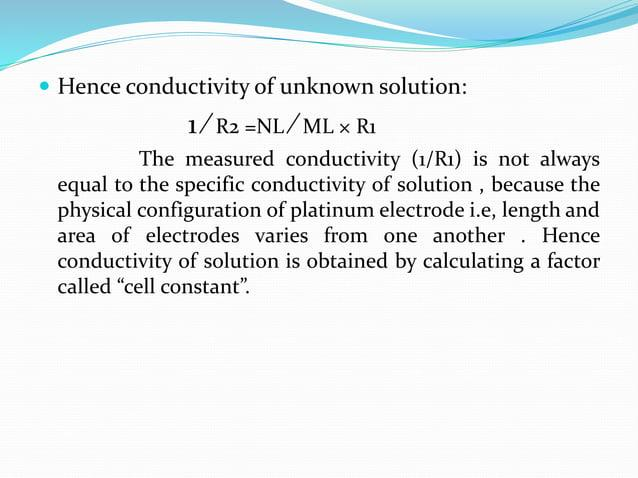 • Hence conductivity of unknown solution:
1/R2 =NL/ML × R1
The measured conductivity (1/R1) is not always
equal to the specific conductivity of solution , because the
physical configuration of platinum electrode i.e, length and
area of electrodes varies from one another . Hence
conductivity of solution is obtained by calculating a factor
called “cell constant”.